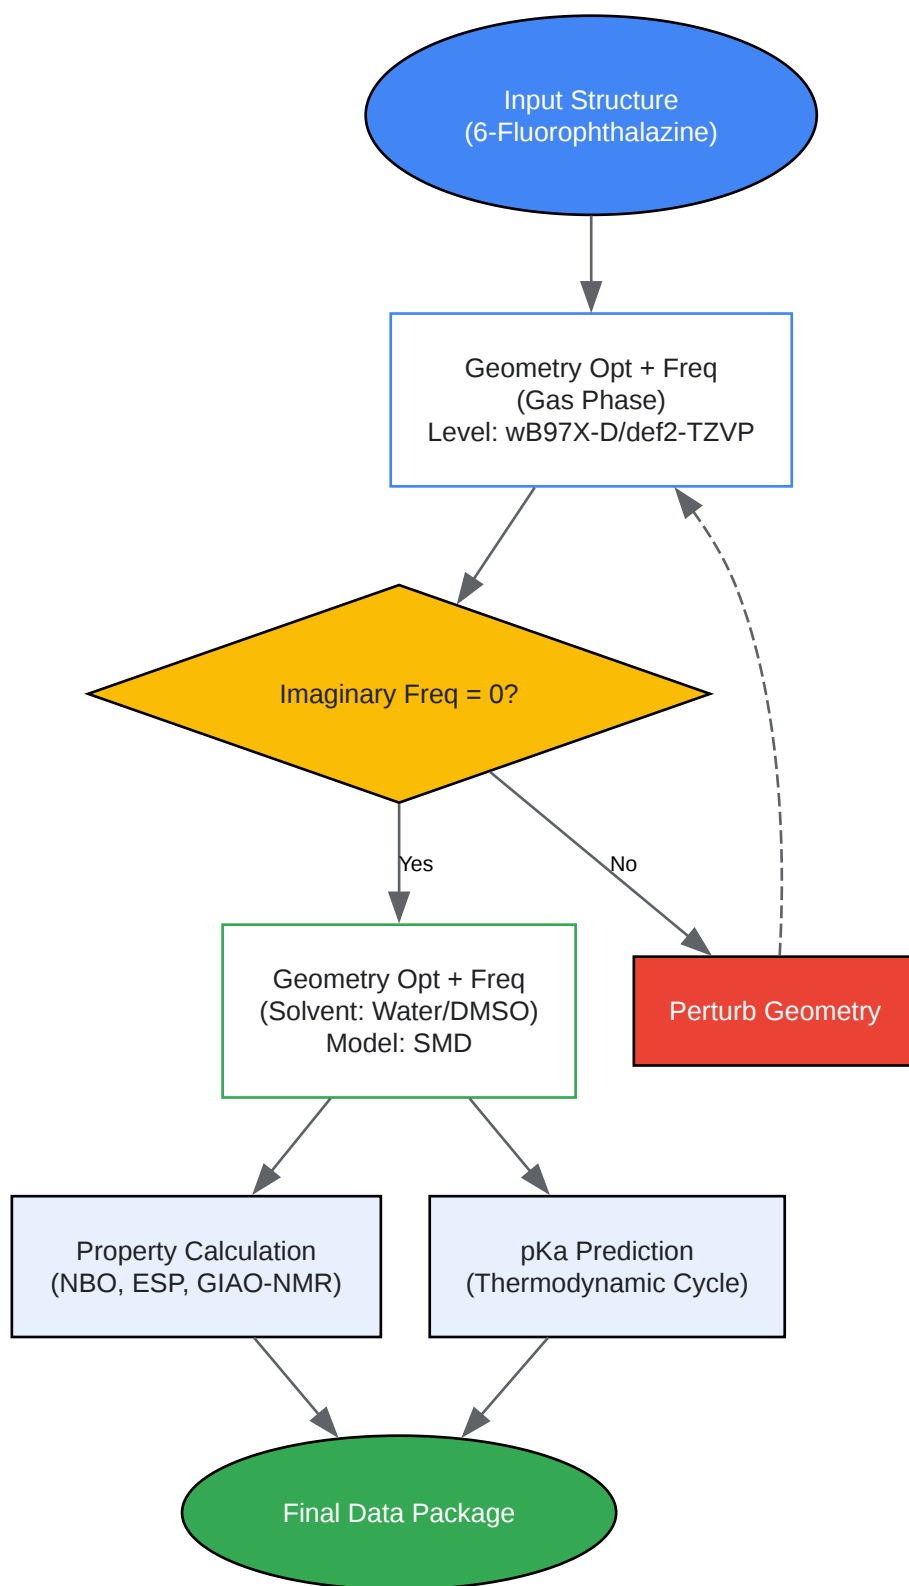 Input Structure
(6-Fluorophthalazine)
Geometry Opt + Freq
(Gas Phase)
Level: wB97X-D/def2-TZVP
Imaginary Freq = 0?
Yes
No
Geometry Opt + Freq
(Solvent: Water/DMSO)
Model: SMD
Perturb Geometry
Property Calculation
(NBO, ESP, GIAO-NMR)
pKa Prediction
(Thermodynamic Cycle)
Final Data Package